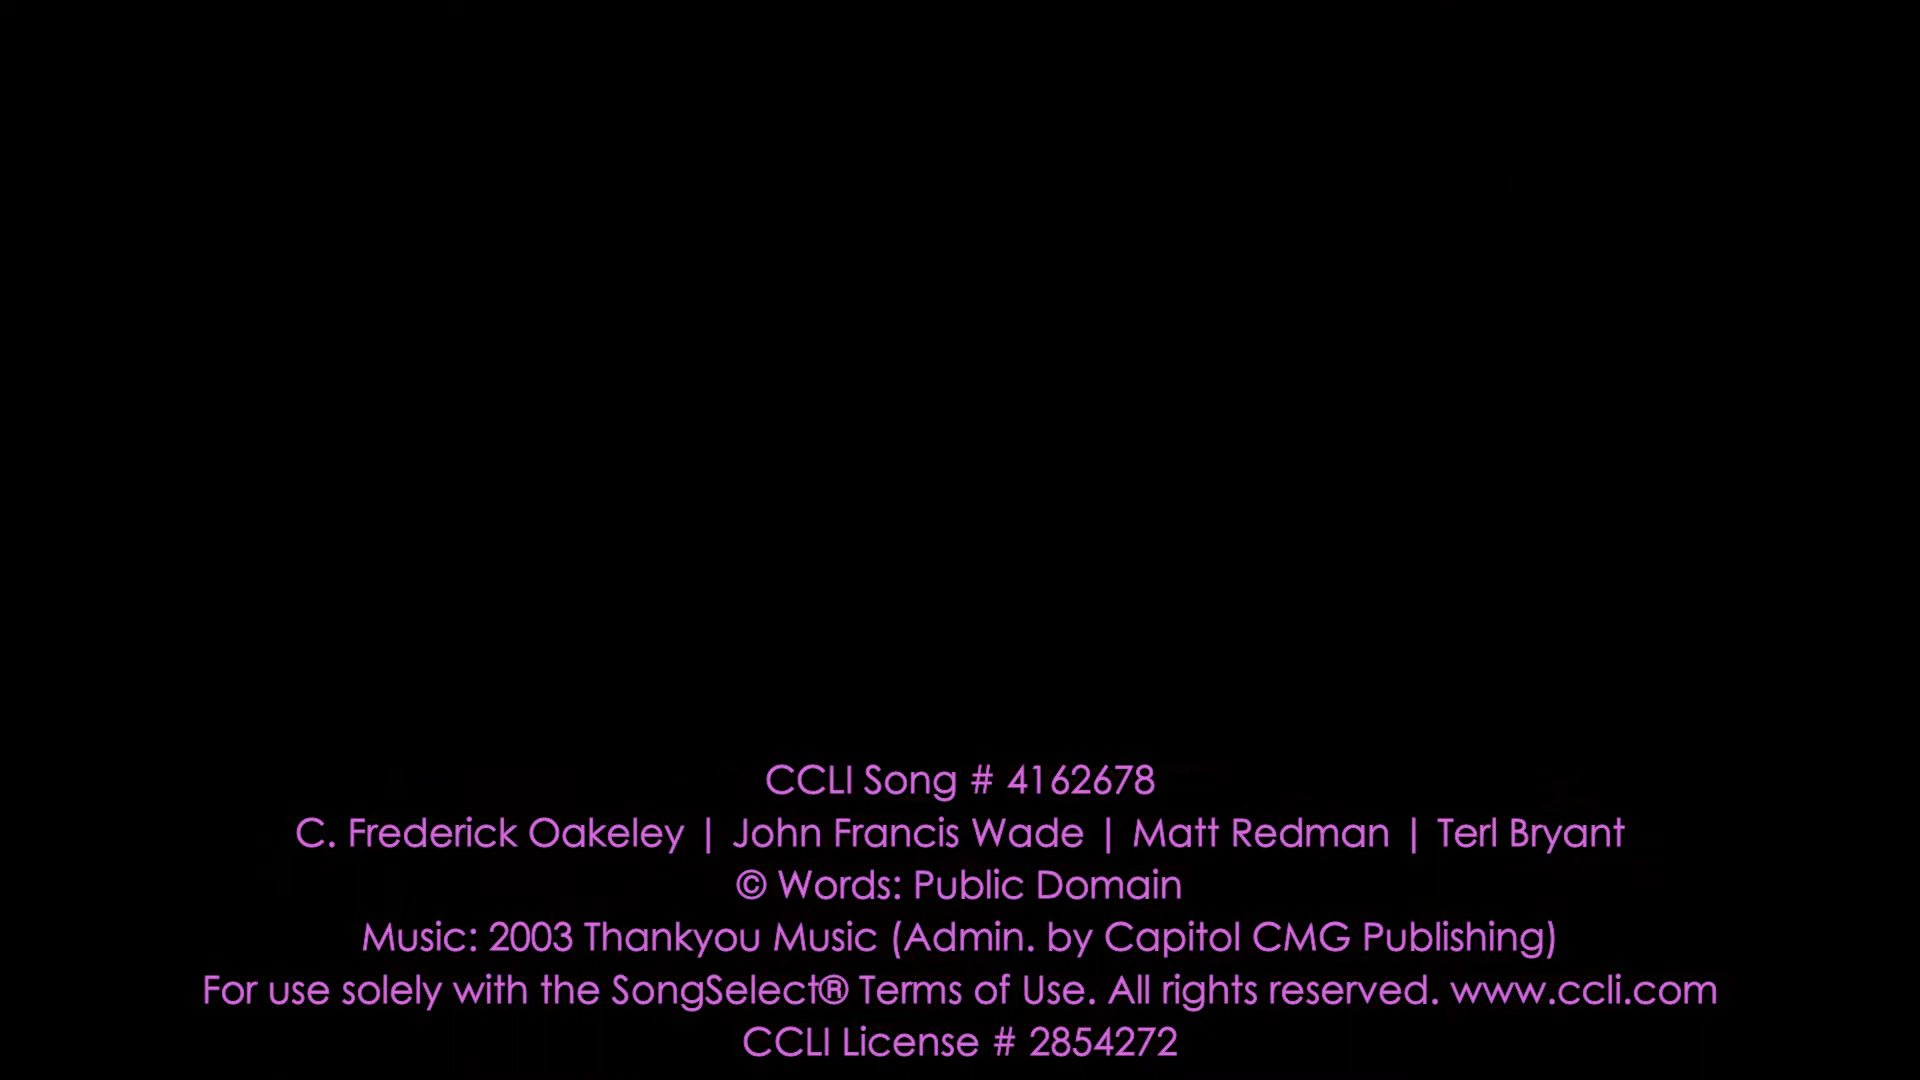 CCLI Song # 4162678
C. Frederick Oakeley | John Francis Wade | Matt Redman | Terl Bryant
© Words: Public Domain
Music: 2003 Thankyou Music (Admin. by Capitol CMG Publishing)
For use solely with the SongSelect® Terms of Use. All rights reserved. www.ccli.com
CCLI License # 2854272